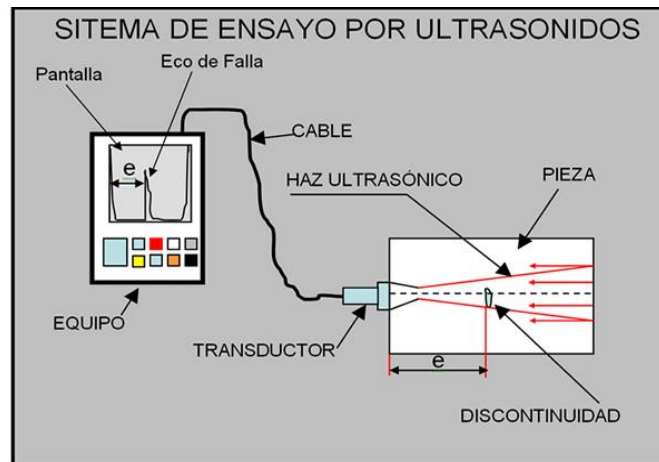 SITEMA DE ENSAYO POR ULTRASONIDOS
Eco de Falla
Pantalla
CABLE
e
HAZ ULTRASÓNICO
PIEZA
EQUIPO
TRANSDUCTOR
e
DISCONTINUIDAD